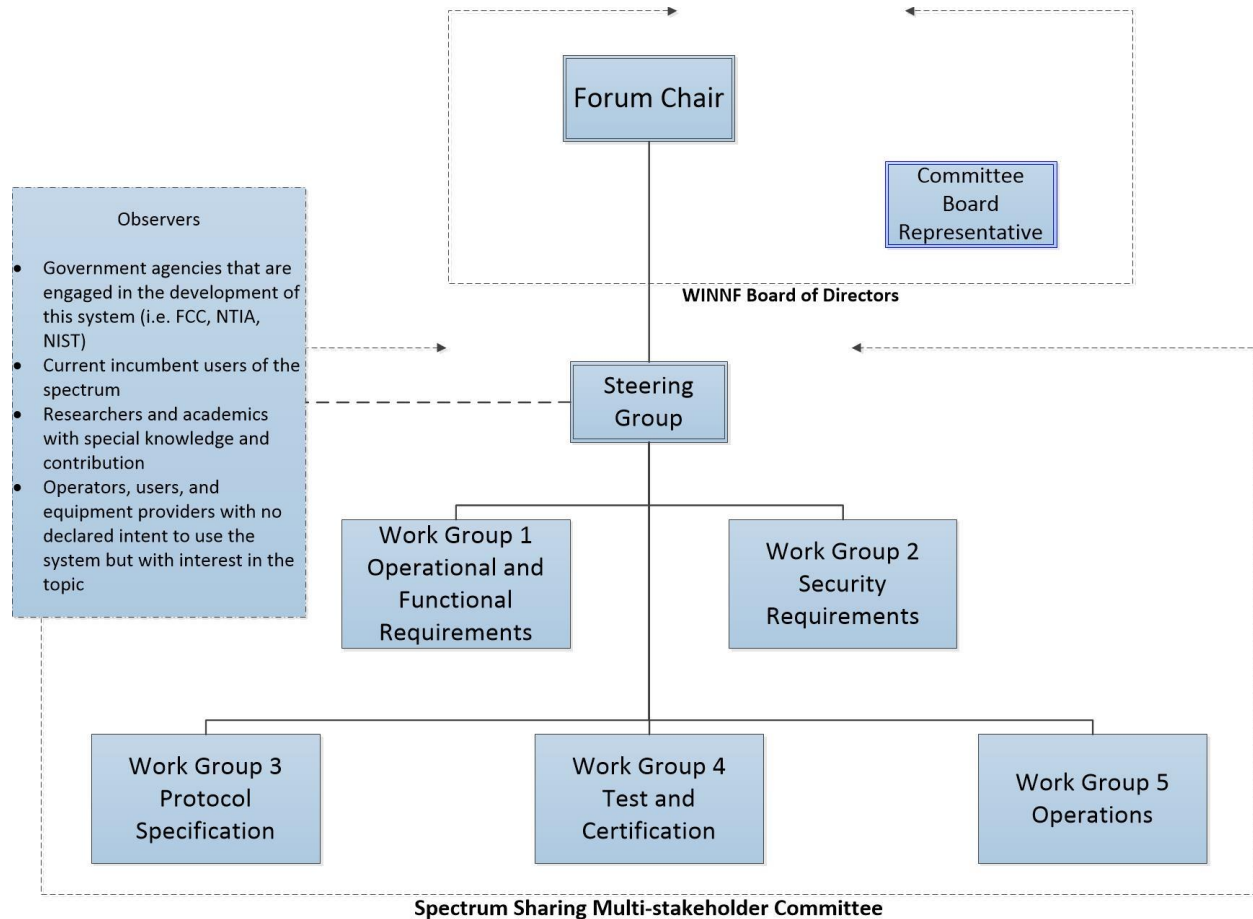 Forum Chair
Committee
Board
Representative
WINNF Board of Directors
Observers
• Government agencies that are
engaged in the development of
this system (i.e. FCC, NTIA,
NIST)
• Current incumbent users of the
spectrum
• Researchers and academics
with special knowledge and
contribution
• Operators, users, and
equipment providers with no
declared intent to use the
system but with interest in the
topic
Steering
Group
Work Group 1
Operational and
Functional
Requirements
Work Group 2
Security
Requirements
Work Group 3
Protocol
Specification
Work Group 4
Test and
Certification
Work Group 5
Operations
Spectrum Sharing Multi-stakeholder Committee